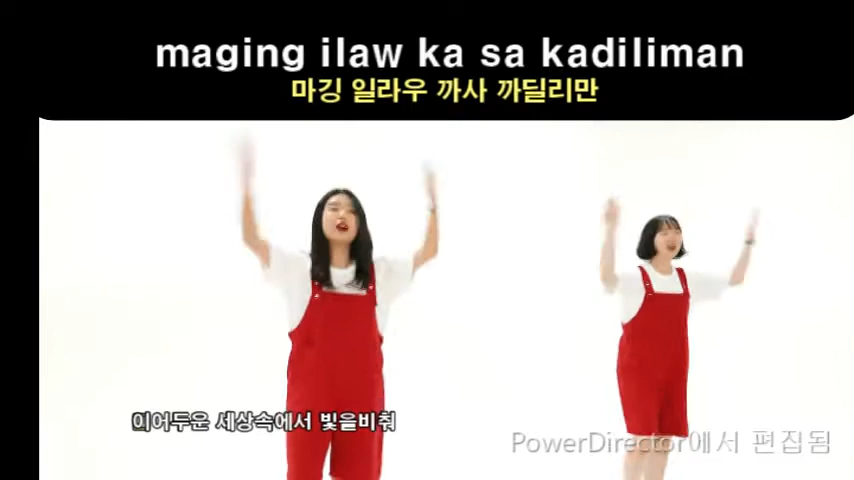 maging ilaw ka sa kadiliman
마깅 일라우 까사 까딜리만
이어두운 세상속에서 빛을비춰
PowerDirector에서 편집됨